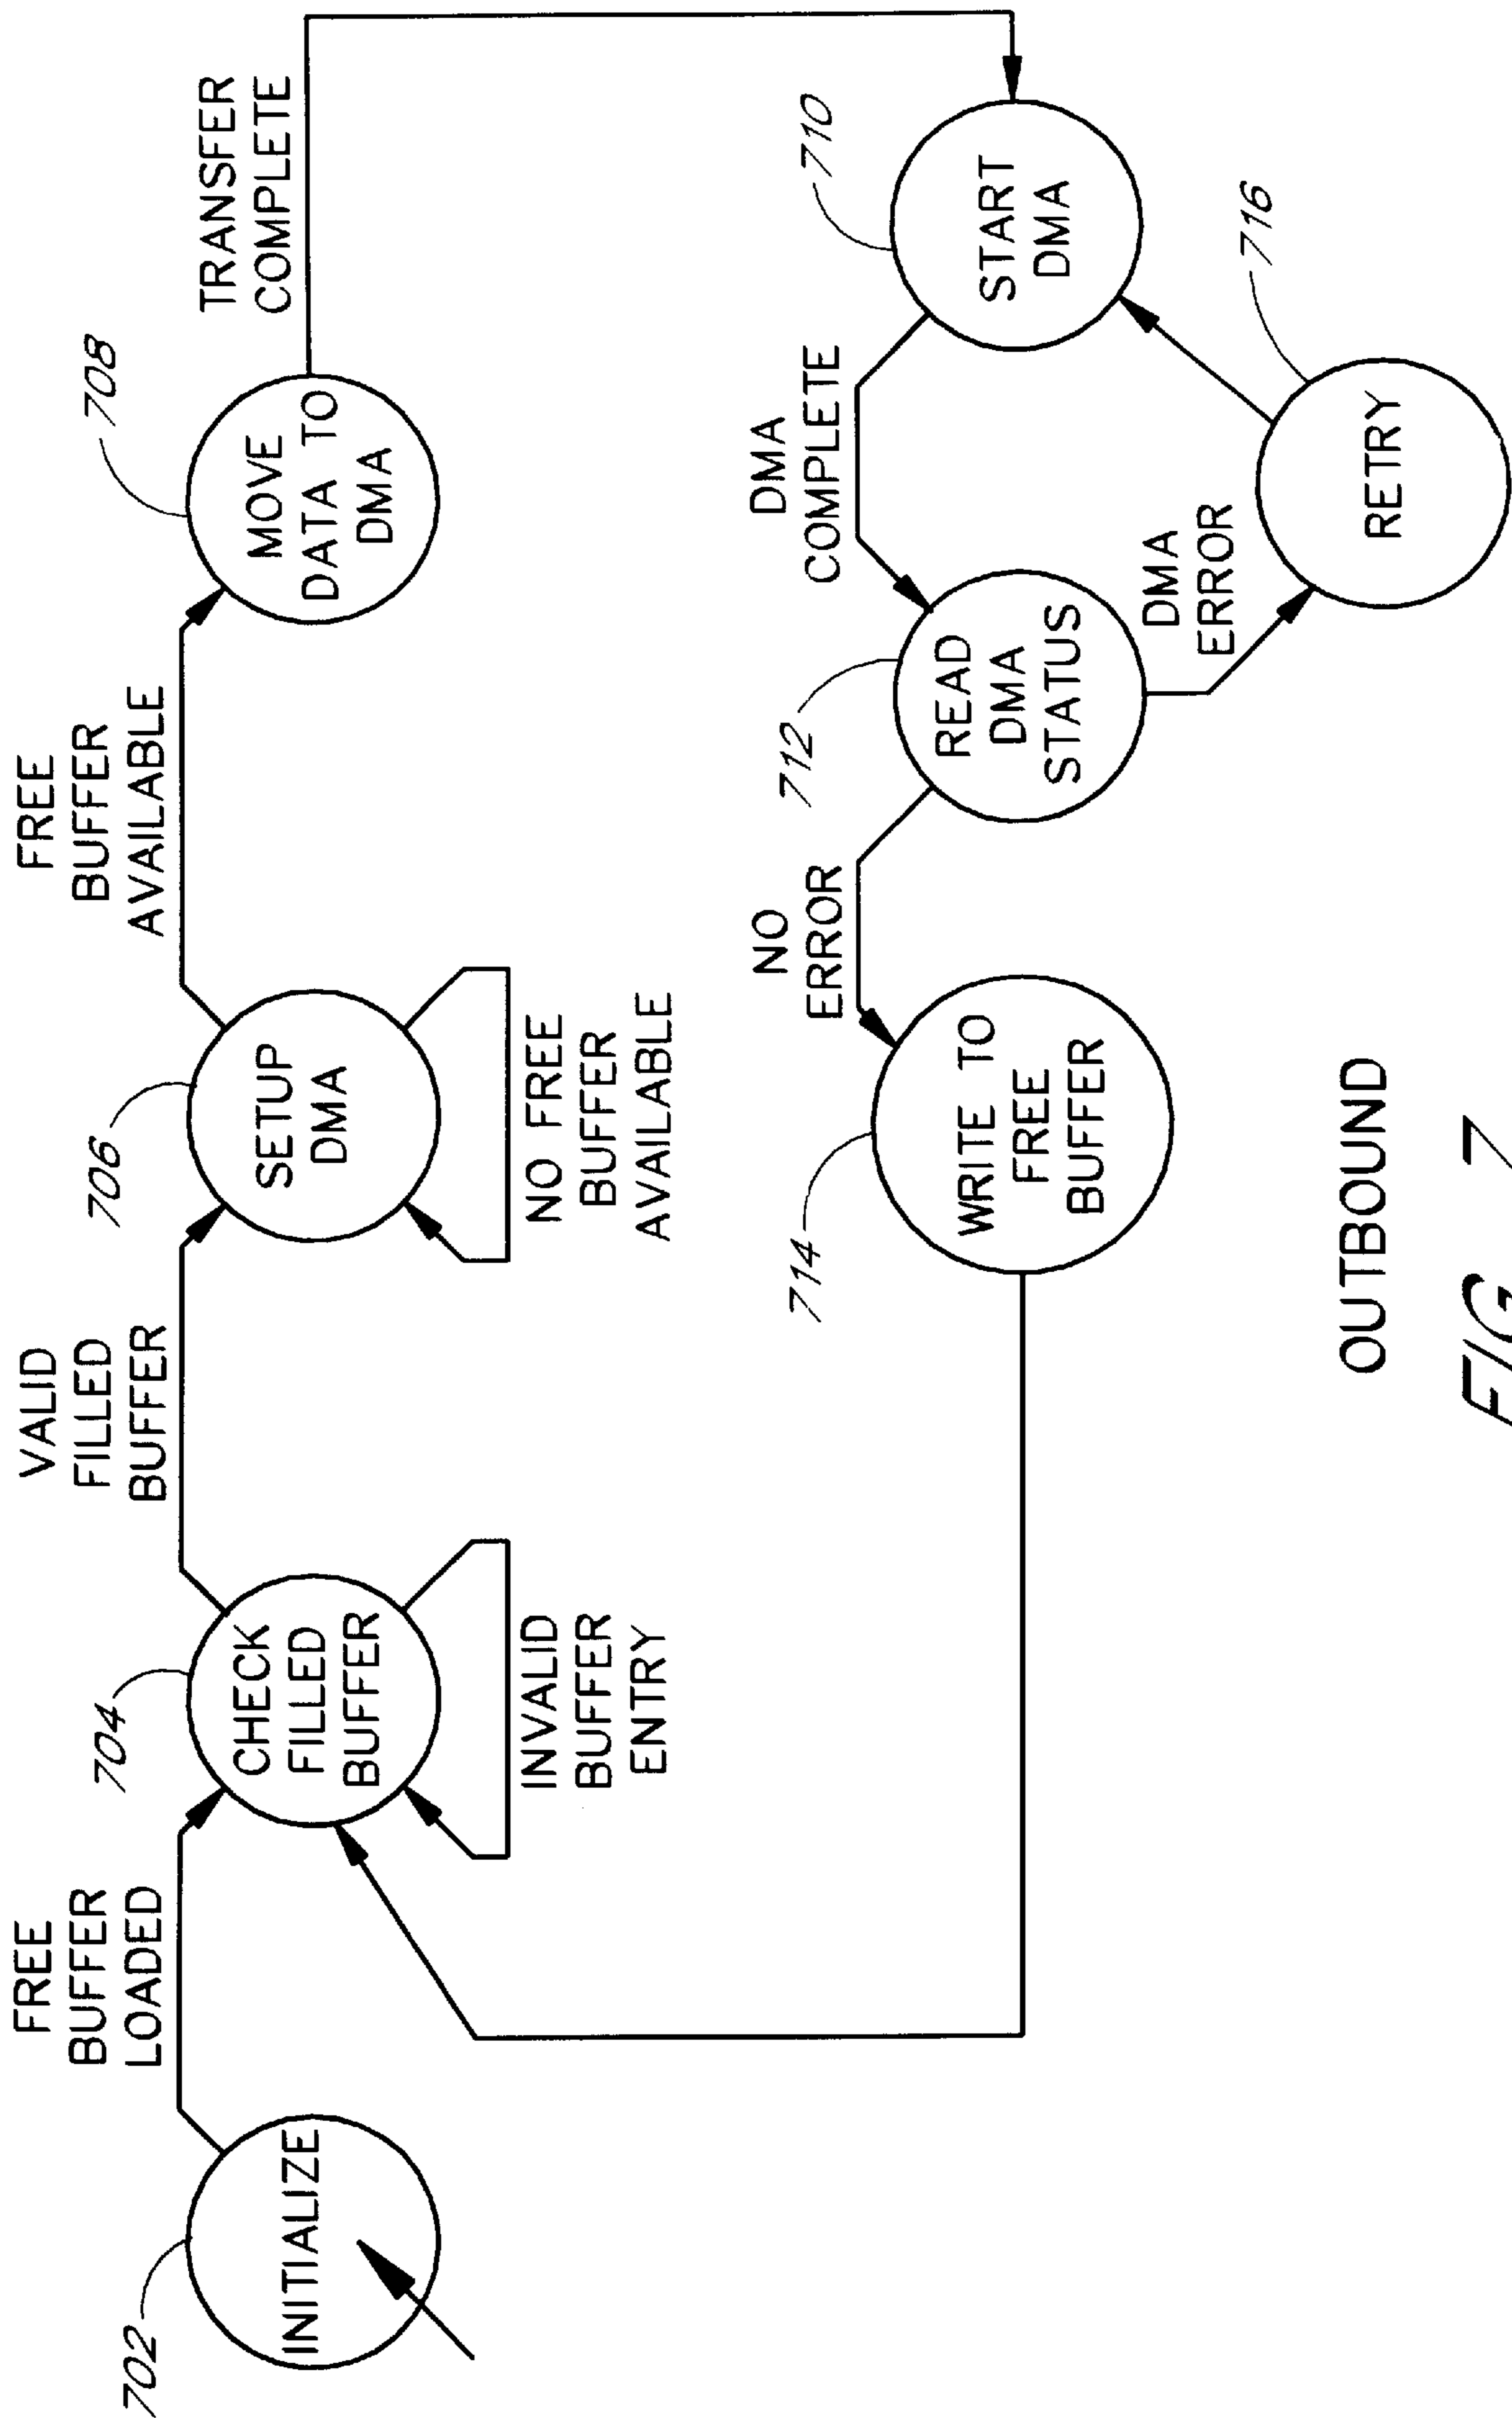 FREE
BUFFER
LOADED
VALID
FILLED
BUFFER
FREE
BUFFER
AVAILABLE
TRANSFER
COMPLETE
702
INITIALIZE
704
CHECK
FILLED
BUFFER
706
SETUP
DMA
708
MOVE
DATA TO
DMA
INVALID
BUFFER
ENTRY
NO FREE
BUFFER
AVAILABLE
714
WRITE TO
FREE
BUFFER
NO
ERROR
712
READ
DMA
STATUS
DMA
COMPLETE
710
START
DMA
DMA
ERROR
716
RETRY
OUTBOUND
FIG. 7